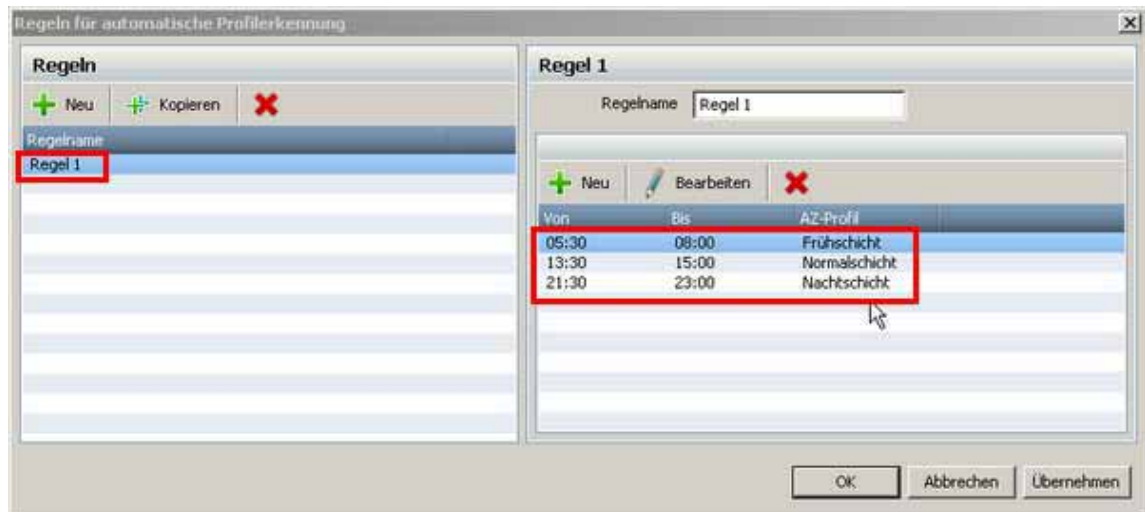 Regeln für automatische Profilerkennung
Regeln
Neu Kopieren
Regelname
Regel 1
Regel 1
Regelname Regel 1
Neu Bearbeiten
Von Bis AZ-Profil
05:30 08:00 Frühschicht
13:30 15:00 Normalschicht
21:30 23:00 Nachtschicht
OK Abbrechen Übernehmen